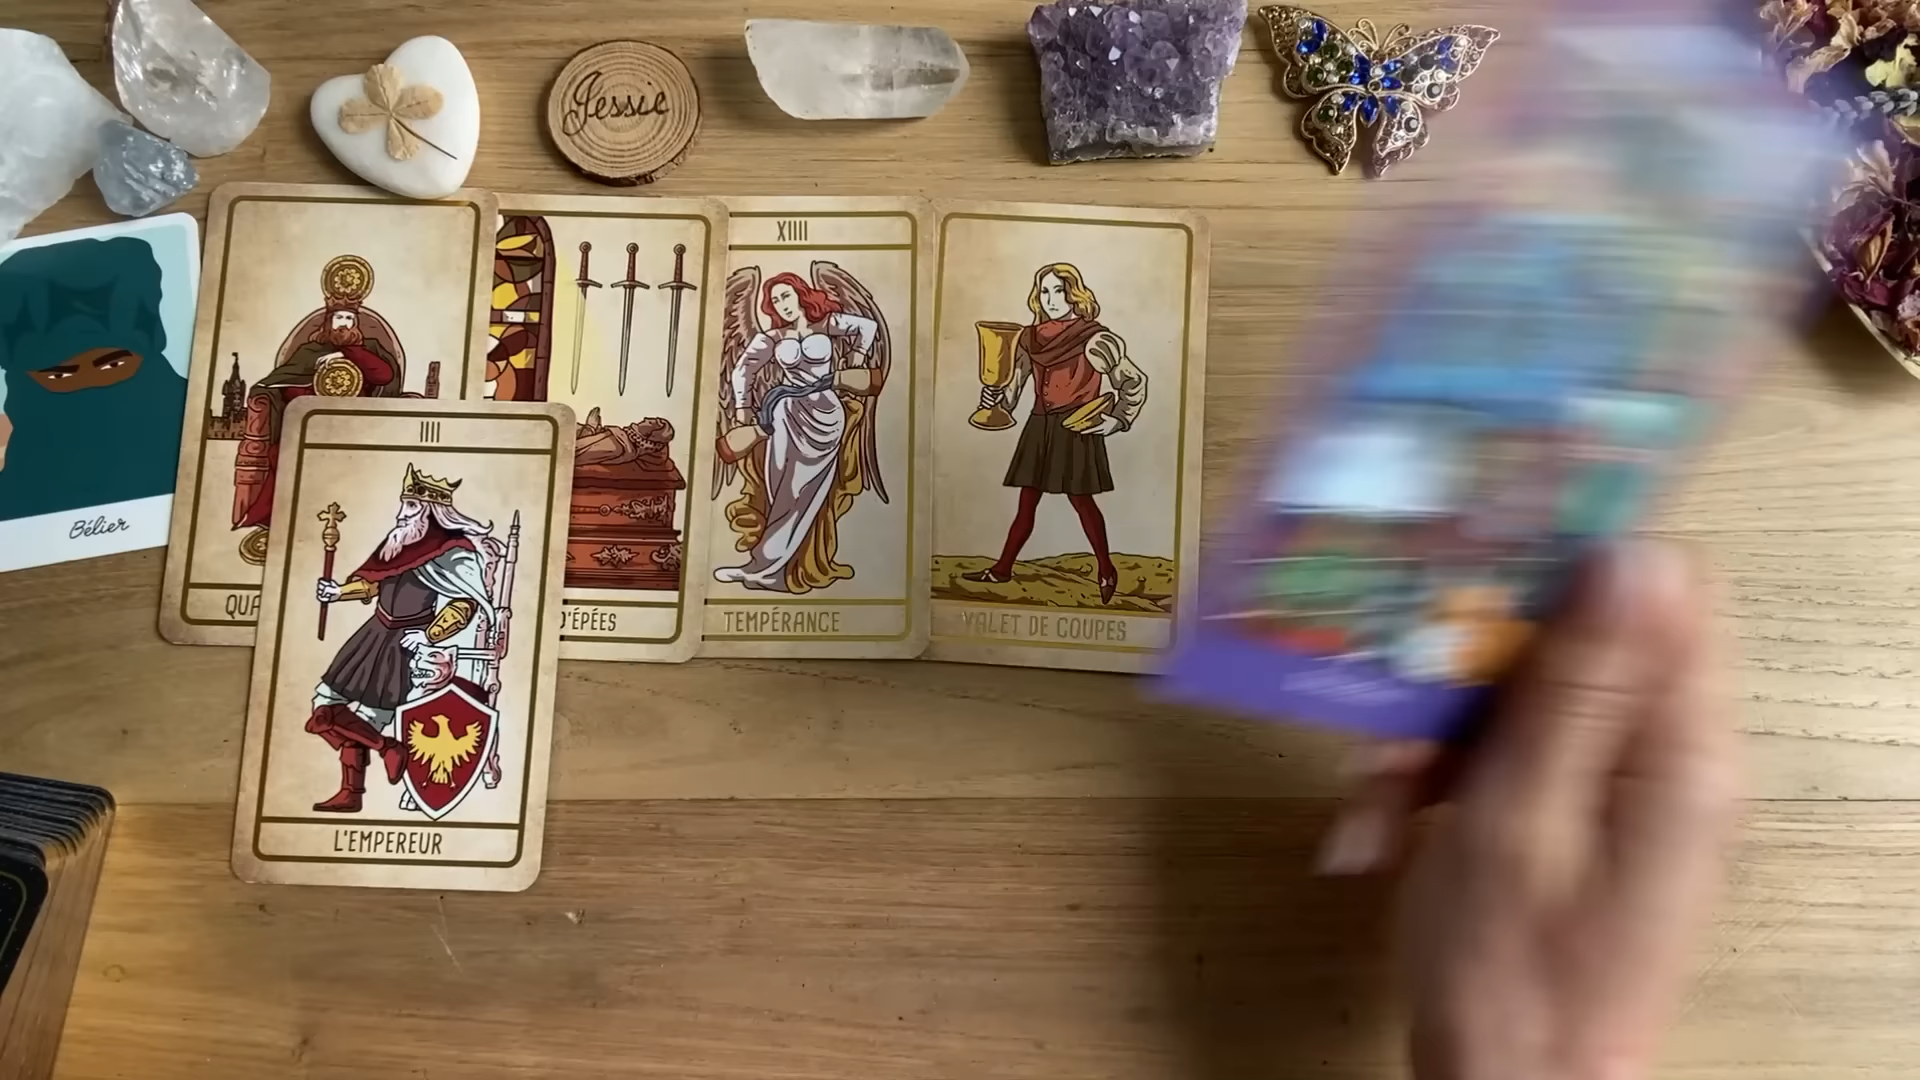 Jessie
XIIII
Bélier
QUA
D'ÉPÉES
TEMPÉRANCE
VALET DE COUPES
IIII
L'EMPEREUR